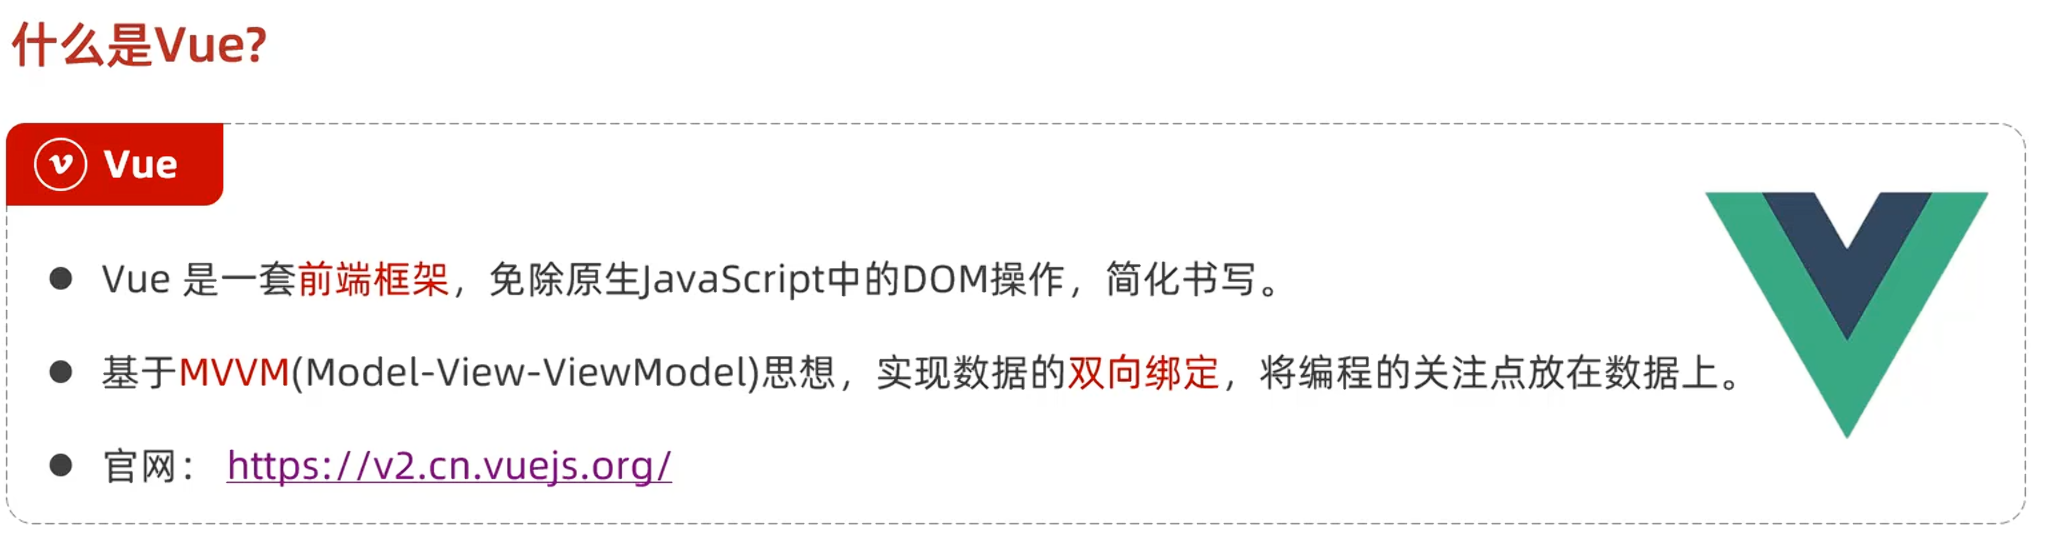 什么是Vue?
Vue
Vue 是一套前端框架，免除原生JavaScript中的DOM操作，简化书写。
基于MVVM(Model-View-ViewModel)思想，实现数据的双向绑定，将编程的关注点放在数据上。
官网： https://v2.cn.vuejs.org/